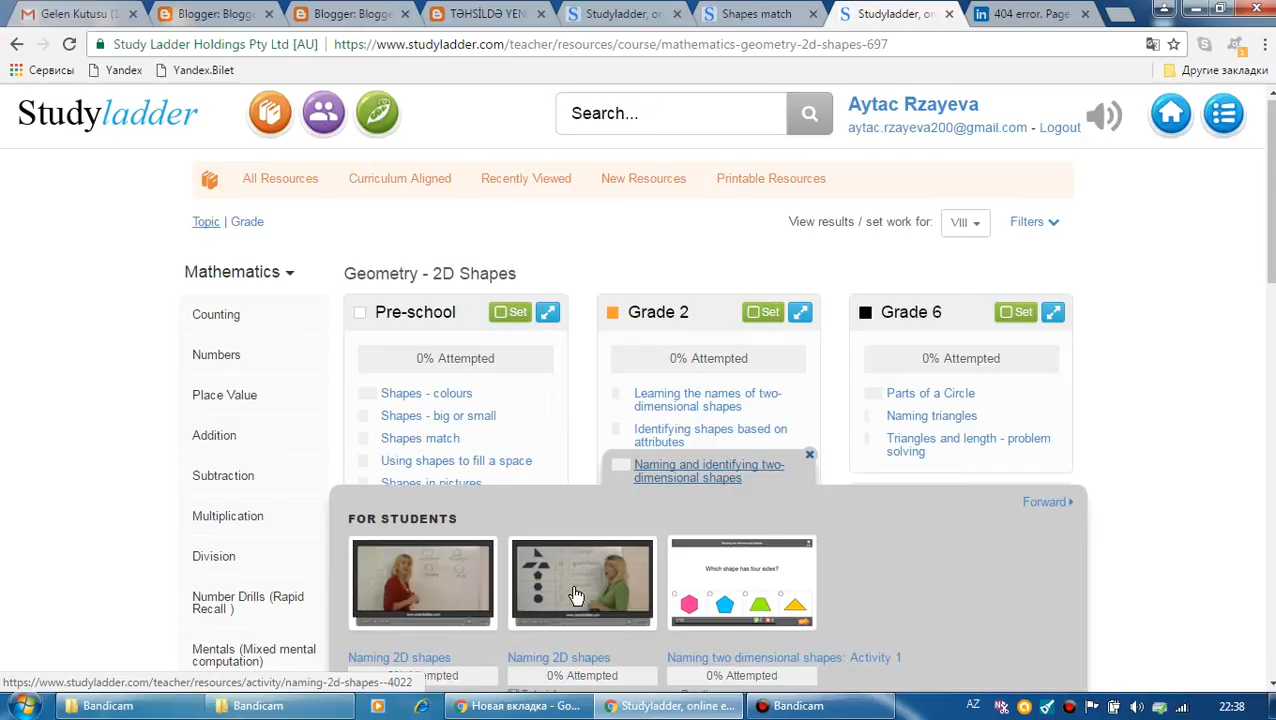 Gelen Kutusu (
Blogger: Blogge
Blogger: Blogge
TƏHSİLDƏ YENİ
Studyladder, on
Shapes match
Studyladder, on
404 error. Page
Study Ladder Holdings Pty Ltd [AU] | https://www.studyladder.com/teacher/resources/course/mathematics-geometry-2d-shapes-697
Сервисы Yandex Yandex.Bilet Другие закладки
Studyladder
Search...
Aytac Rzayeva
aytac.rzayeva200@gmail.com - Logout
All Resources Curriculum Aligned Recently Viewed New Resources Printable Resources
Topic | Grade
View results / set work for: VIII Filters
Mathematics
Counting
Numbers
Place Value
Addition
Subtraction
Multiplication
Division
Number Drills (Rapid
Recall )
Mentals (Mixed mental
computation)
Geometry - 2D Shapes
Pre-school Set
0% Attempted
Shapes - colours
Shapes - big or small
Shapes match
Using shapes to fill a space
Shapes in pictures
Grade 2 Set
0% Attempted
Learning the names of two-
dimensional shapes
Identifying shapes based on
attributes
Naming and identifying two-
dimensional shapes
Grade 6 Set
0% Attempted
Parts of a Circle
Naming triangles
Triangles and length - problem
solving
Forward
FOR STUDENTS
Which shape has four sides?
Naming 2D shapes
Naming 2D shapes
0% Attempted
Naming two dimensional shapes: Activity 1
0% Attempted
https://www.studyladder.com/teacher/resources/activity/naming-2d-shapes--4022
Bandicam
Bandicam
Новая вкладка - Go...
Studyladder, online e...
Bandicam
AZ
22:38